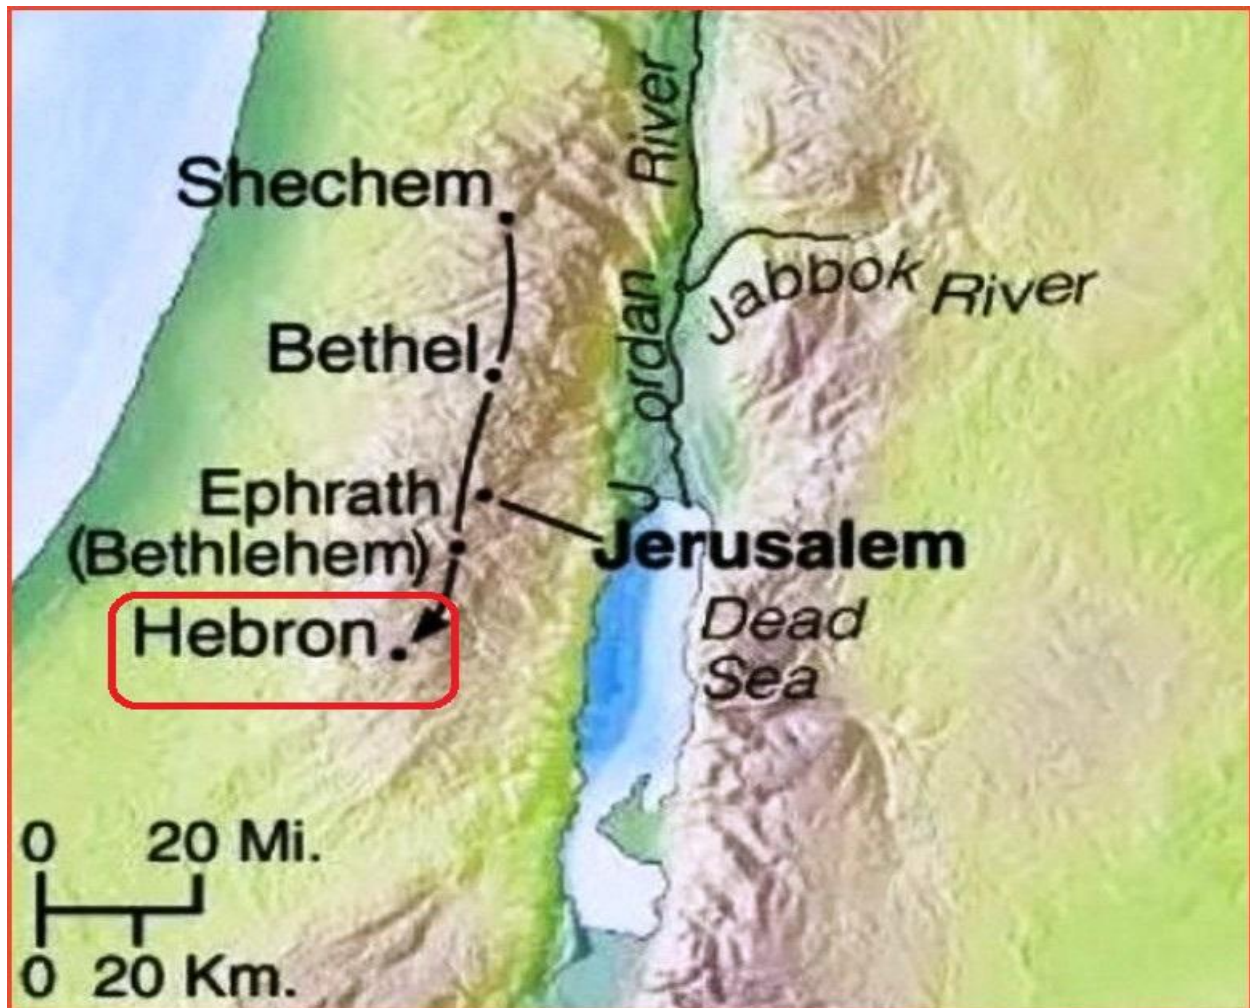 River
Shechem
Jordan
Jabbok River
Bethel
Ephrath
(Bethlehem)
Jerusalem
Hebron
Dead
Sea
0 20 Mi.
0 20 Km.